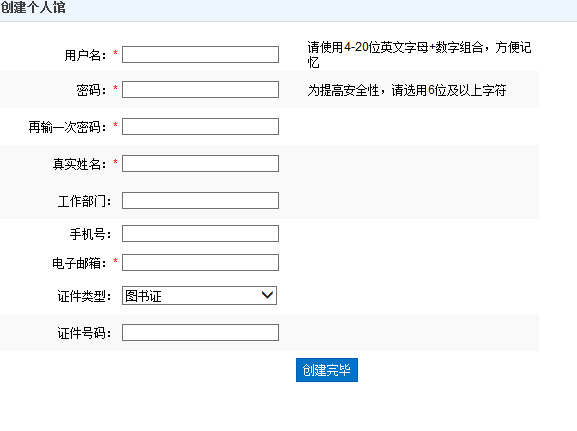 创建个人馆
用户名：*
请使用4-20位英文字母+数字组合，方便记
忆
密码：*
为提高安全性，请选用6位及以上字符
再输一次密码：*
真实姓名：*
工作部门：
手机号：
电子邮箱：*
证件类型：
图书证
证件号码：
创建完毕